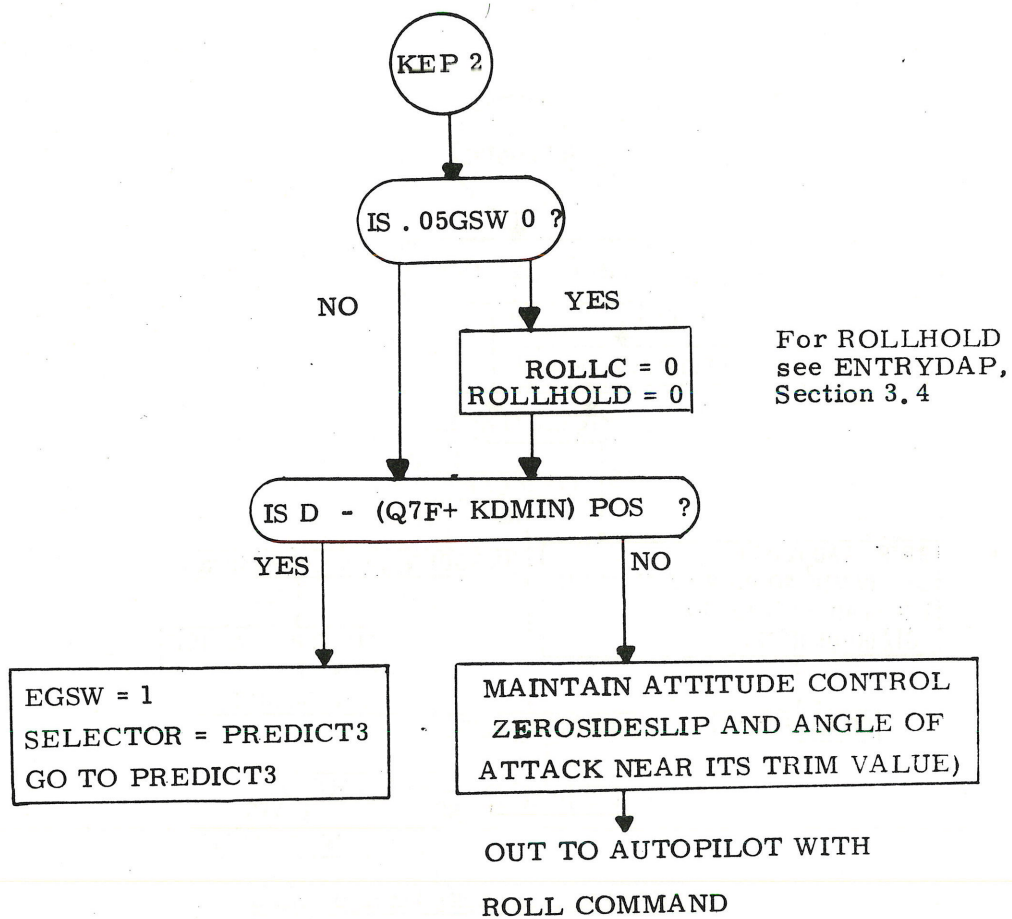 KEP 2
IS .05GSW 0 ?
NO
YES
ROLLC = 0
ROLLHOLD = 0
For ROLLHOLD
see ENTRYDAP,
Section 3.4
IS D - (Q7F+ KDMIN) POS ?
YES
NO
EGSW = 1
SELECTOR = PREDICT3
GO TO PREDICT3
MAINTAIN ATTITUDE CONTROL
ZEROSIDESLIP AND ANGLE OF
ATTACK NEAR ITS TRIM VALUE)
OUT TO AUTOPILOT WITH
ROLL COMMAND